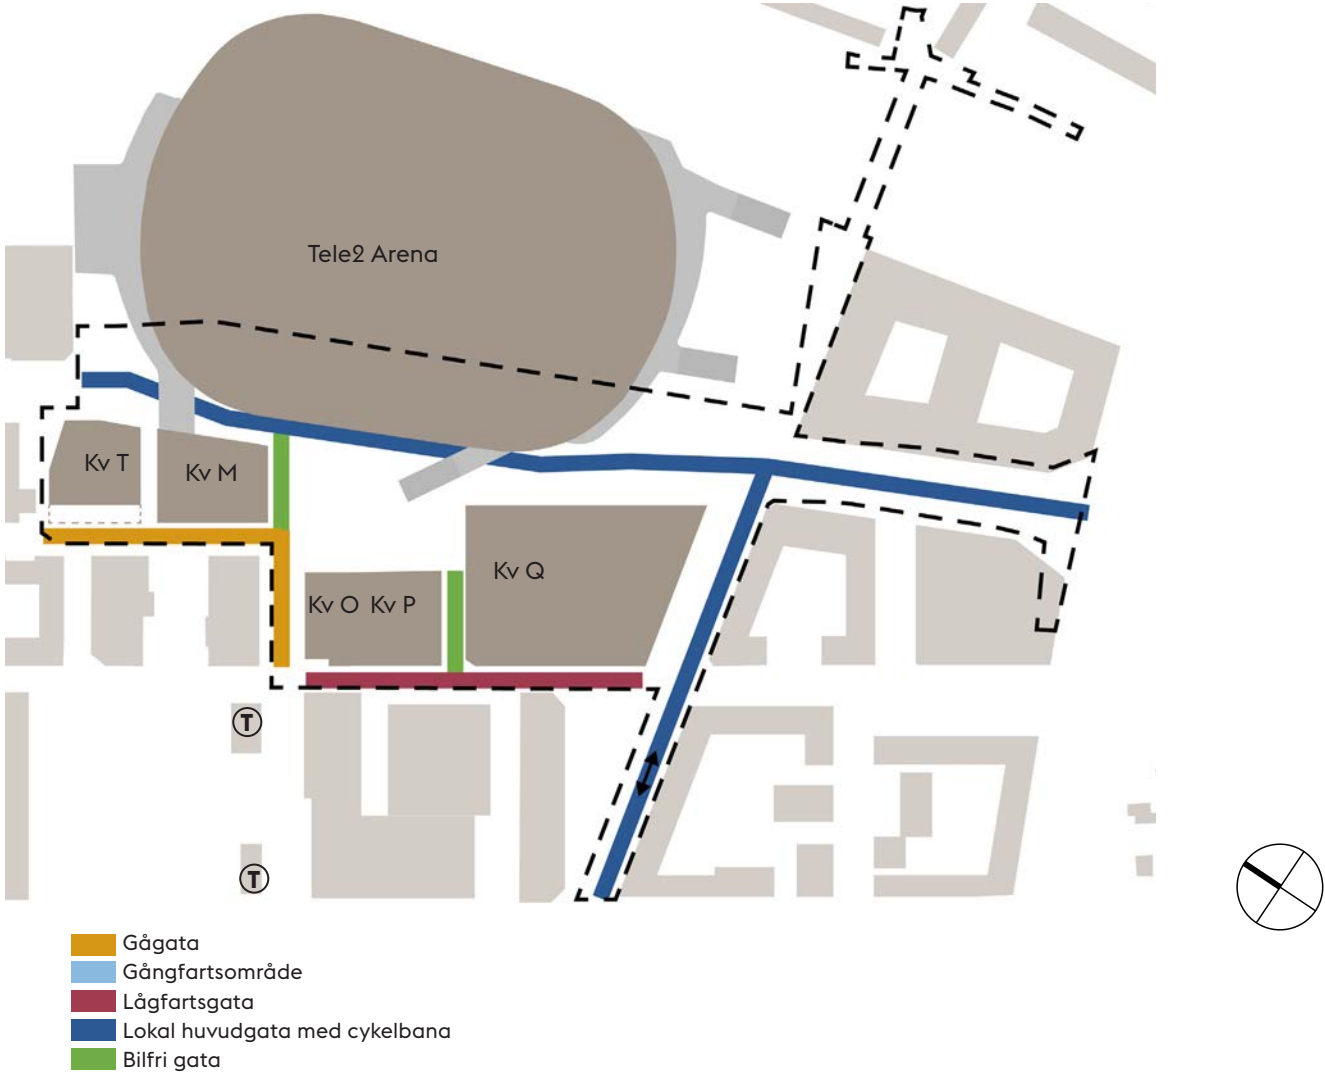 Tele2 Arena
Kv T
Kv M
Kv Q
Kv O Kv P
T
T
Gågata
Gångfartsområde
Lågfartsgata
Lokal huvudgata med cykelbana
Bilfri gata